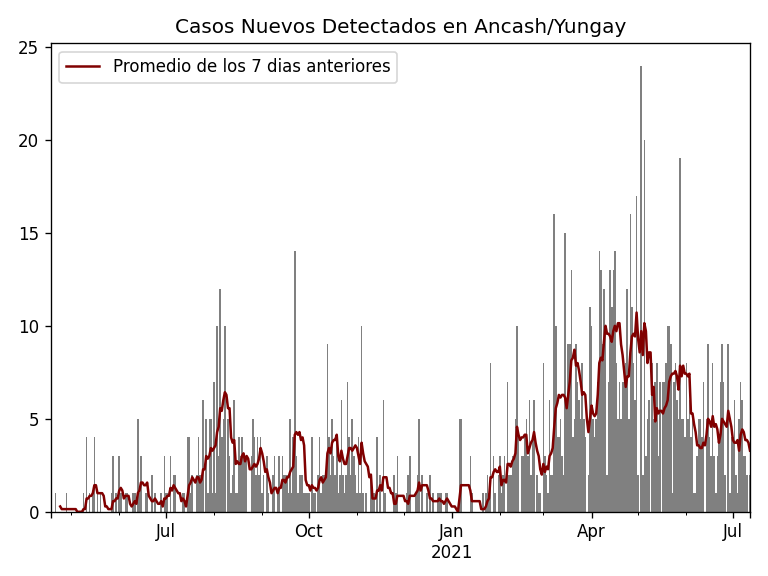 Casos Nuevos Detectados en Ancash/Yungay
Promedio de los 7 dias anteriores
25
20
15
10
5
0
Jul
Oct
Jan
2021
Apr
Jul